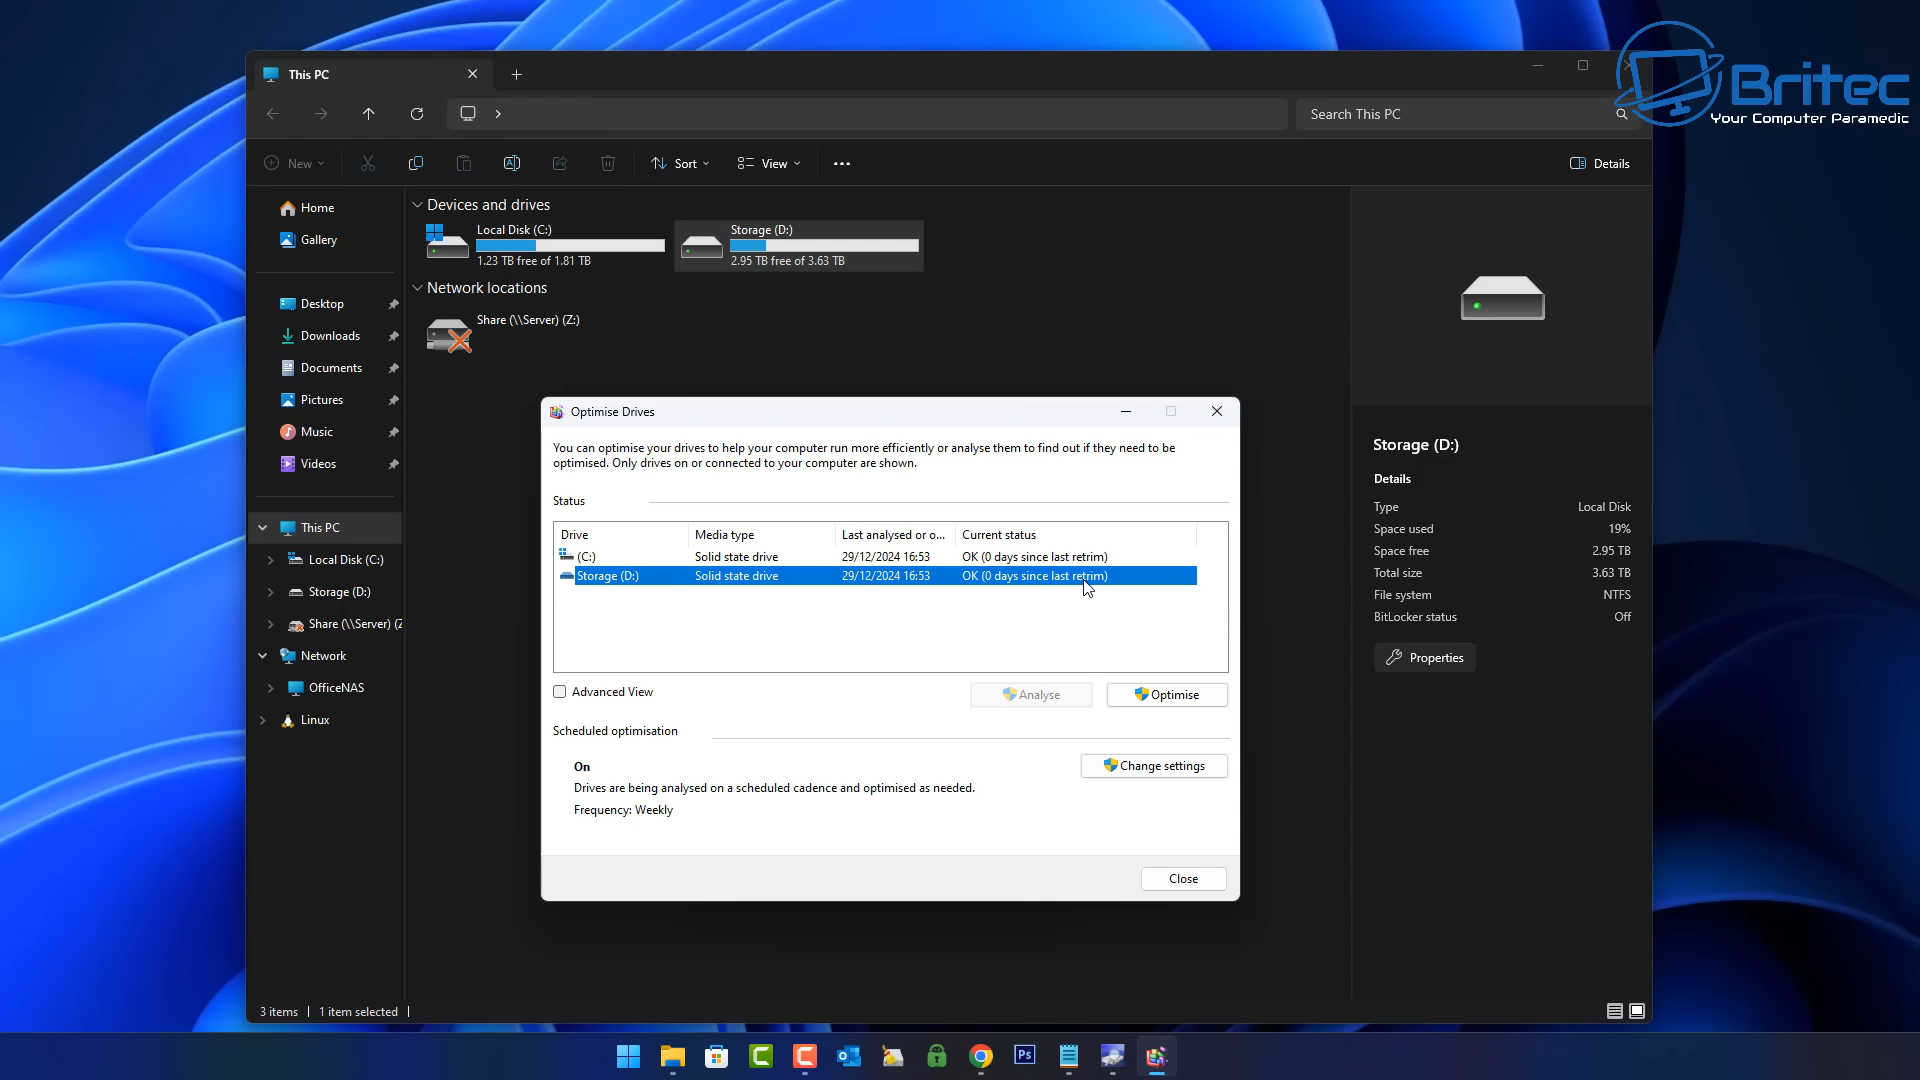 Britec
Your Computer Paramedic
This PC
Search This PC
New
Sort
View
Details
Home
Gallery
Desktop
Downloads
Documents
Pictures
Music
Videos
This PC
Local Disk (C:)
Storage (D:)
Share (\\Server) (Z
Network
OfficeNAS
Linux
Devices and drives
Local Disk (C:)
1.23 TB free of 1.81 TB
Storage (D:)
2.95 TB free of 3.63 TB
Network locations
Share (\\Server) (Z:)
Optimise Drives
You can optimise your drives to help your computer run more efficiently or analyse them to find out if they need to be
optimised. Only drives on or connected to your computer are shown.
Status
Drive Media type Last analysed or o... Current status
(C:) Solid state drive 29/12/2024 16:53 OK (0 days since last retrim)
Storage (D:) Solid state drive 29/12/2024 16:53 OK (0 days since last retrim)
Advanced View
Analyse
Optimise
Scheduled optimisation
On
Change settings
Drives are being analysed on a scheduled cadence and optimised as needed.
Frequency: Weekly
Close
Storage (D:)
Details
Type Local Disk
Space used 19%
Space free 2.95 TB
Total size 3.63 TB
File system NTFS
BitLocker status Off
Properties
3 items
1 item selected
Ps